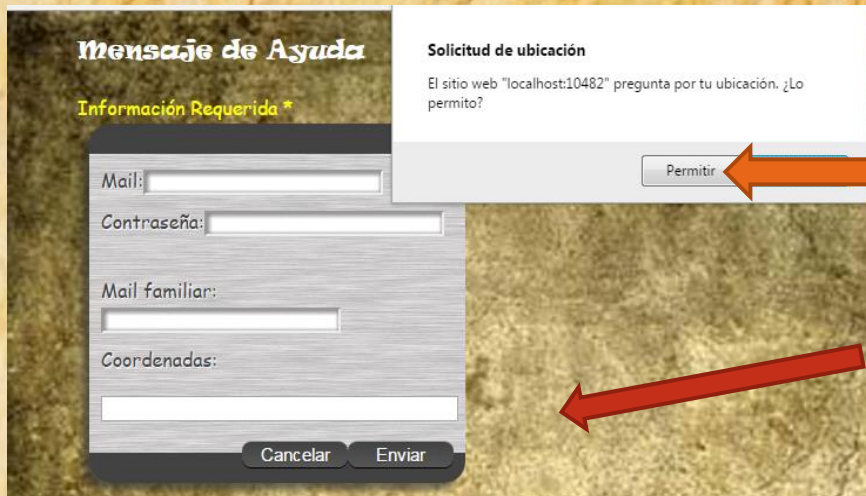 Mensaje de Ayuda
Información Requerida *
Mail:
Contraseña:
Mail familiar:
Coordenadas:
Cancelar
Enviar
Solicitud de ubicación
El sitio web "localhost:10482" pregunta por tu ubicación. ¿Lo
permito?
Permitir